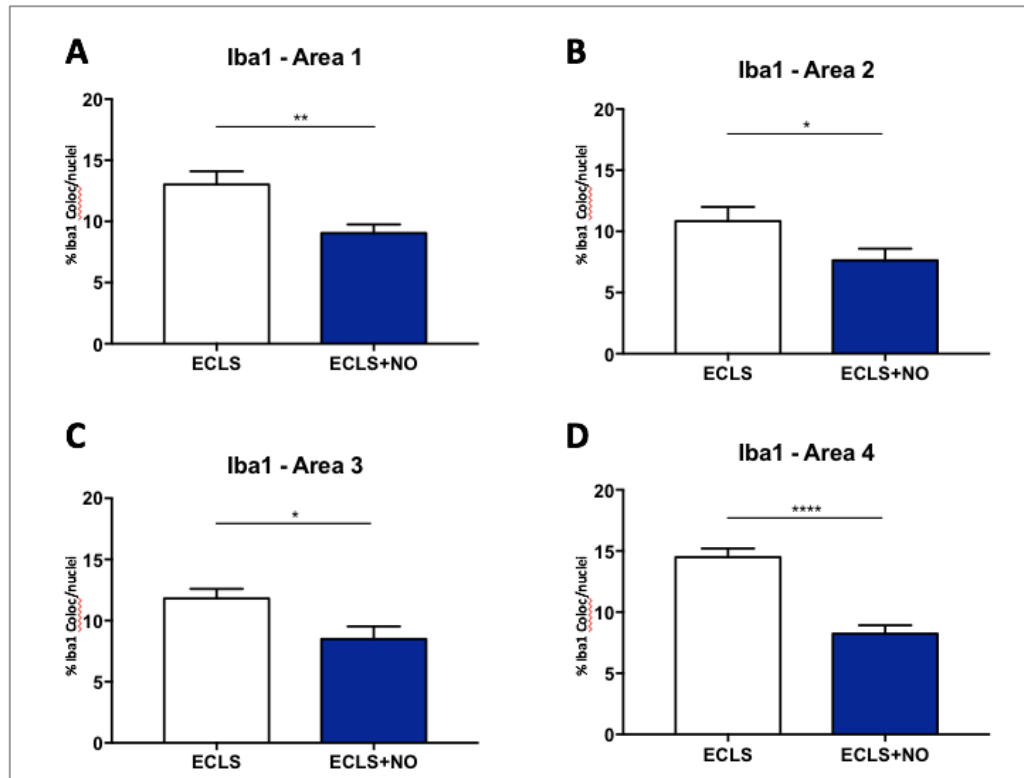 A
Iba1 - Area 1
% Iba1 Coloc/nuclei
20
15
10
5
0
**
ECLS
ECLS+NO
B
Iba1 - Area 2
% Iba1 Coloc/nuclei
20
15
10
5
0
*
ECLS
ECLS+NO
C
Iba1 - Area 3
% Iba1 Coloc/nuclei
20
15
10
5
0
*
ECLS
ECLS+NO
D
Iba1 - Area 4
% Iba1 Coloc/nuclei
20
15
10
5
0
****
ECLS
ECLS+NO